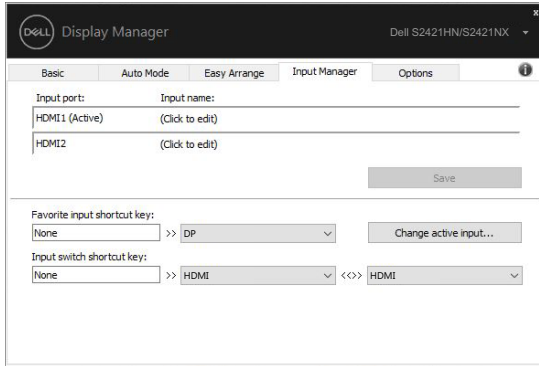 x
DELL Display Manager Dell S2421HN/S2421NX
Basic Auto Mode Easy Arrange Input Manager Options i
Input port: Input name:
HDMI1 (Active) (Click to edit)
HDMI2 (Click to edit)
Save
Favorite input shortcut key:
None >> DP Change active input...
Input switch shortcut key:
None >> HDMI <<>> HDMI